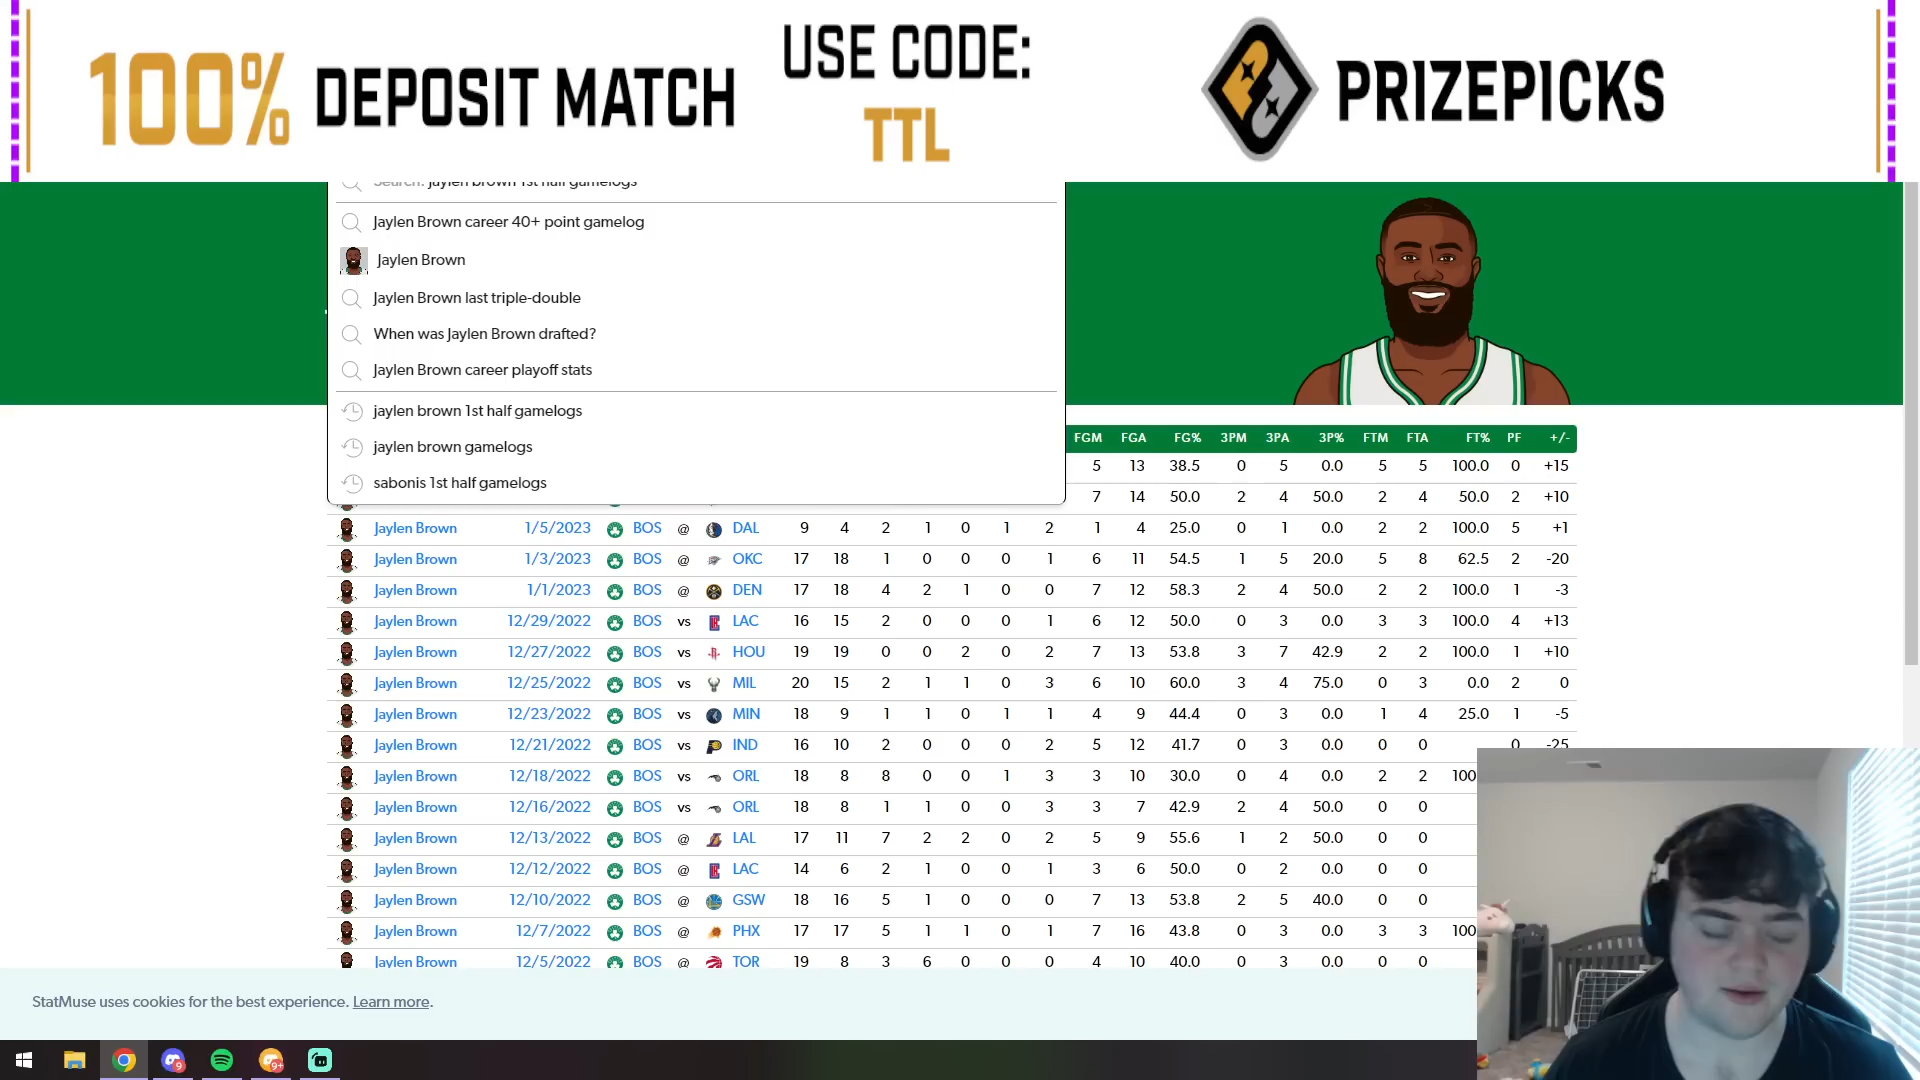 100% DEPOSIT MATCH
USE CODE:
TTL
PRIZEPICKS
Search: jaylen brown 1st half gamelogs
Jaylen Brown career 40+ point gamelog
Jaylen Brown
Jaylen Brown last triple-double
When was Jaylen Brown drafted?
Jaylen Brown career playoff stats
jaylen brown 1st half gamelogs
jaylen brown gamelogs
sabonis 1st half gamelogs
FGM FGA FG% 3PM 3PA 3P% FTM FTA FT% PF +/-
5 13 38.5 0 5 0.0 5 5 100.0 0 +15
7 14 50.0 2 4 50.0 2 4 50.0 2 +10
Jaylen Brown 1/5/2023 BOS @ DAL 9 4 2 1 0 1 2 1 4 25.0 0 1 0.0 2 2 100.0 5 +1
Jaylen Brown 1/3/2023 BOS @ OKC 17 18 1 0 0 0 1 6 11 54.5 1 5 20.0 5 8 62.5 2 -20
Jaylen Brown 1/1/2023 BOS @ DEN 17 18 4 2 1 0 0 7 12 58.3 2 4 50.0 2 2 100.0 1 -3
Jaylen Brown 12/29/2022 BOS vs LAC 16 15 2 0 0 0 1 6 12 50.0 0 3 0.0 3 3 100.0 4 +13
Jaylen Brown 12/27/2022 BOS vs HOU 19 19 0 0 2 0 2 7 13 53.8 3 7 42.9 2 2 100.0 1 +10
Jaylen Brown 12/25/2022 BOS vs MIL 20 15 2 1 1 0 3 6 10 60.0 3 4 75.0 0 3 0.0 2 0
Jaylen Brown 12/23/2022 BOS vs MIN 18 9 1 1 0 1 1 4 9 44.4 0 3 0.0 1 4 25.0 1 -5
Jaylen Brown 12/21/2022 BOS vs IND 16 10 2 0 0 0 2 5 12 41.7 0 3 0.0 0 0 0 -25
Jaylen Brown 12/18/2022 BOS vs ORL 18 8 8 0 0 1 3 3 10 30.0 0 4 0.0 2 2 100
Jaylen Brown 12/16/2022 BOS vs ORL 18 8 1 1 0 0 3 3 7 42.9 2 4 50.0 0 0
Jaylen Brown 12/13/2022 BOS @ LAL 17 11 7 2 2 0 2 5 9 55.6 1 2 50.0 0 0
Jaylen Brown 12/12/2022 BOS @ LAC 14 6 2 1 0 0 1 3 6 50.0 0 2 0.0 0 0
Jaylen Brown 12/10/2022 BOS @ GSW 18 16 5 1 0 0 0 7 13 53.8 2 5 40.0 0 0
Jaylen Brown 12/7/2022 BOS @ PHX 17 17 5 1 1 0 1 7 16 43.8 0 3 0.0 3 3 100
Jaylen Brown 12/5/2022 BOS @ TOR 19 8 3 6 0 0 0 4 10 40.0 0 3 0.0 0 0
StatMuse uses cookies for the best experience. Learn more.
9
9+